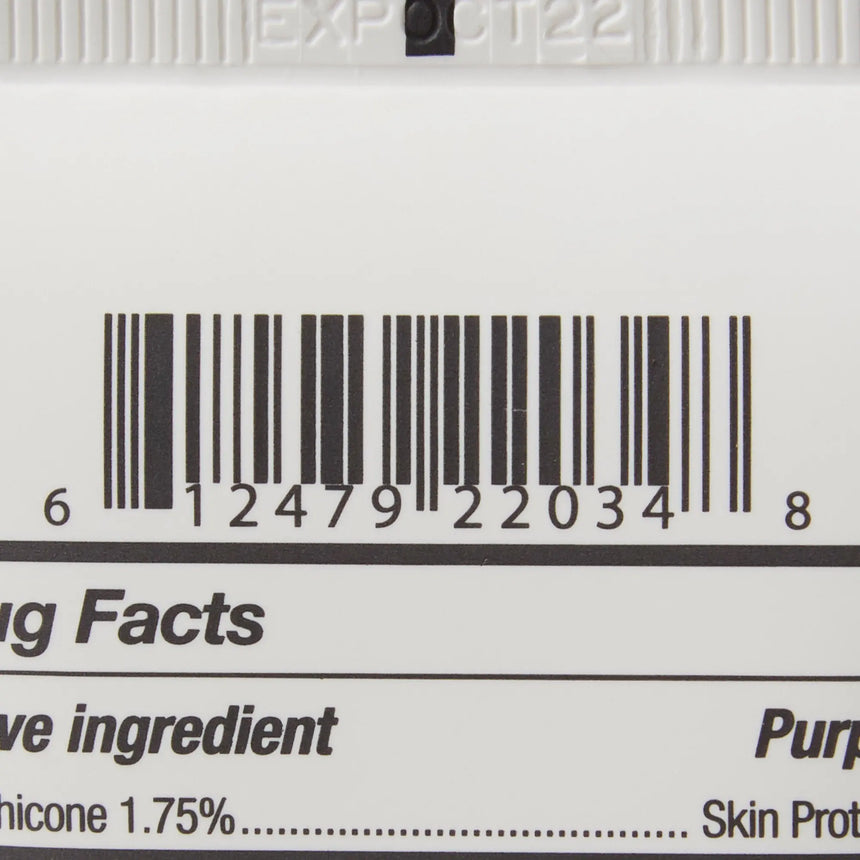 EXP OCT22
6 12479 22034 8
ug Facts
ve ingredient Purp
hicone 1.75%................................... Skin Prot